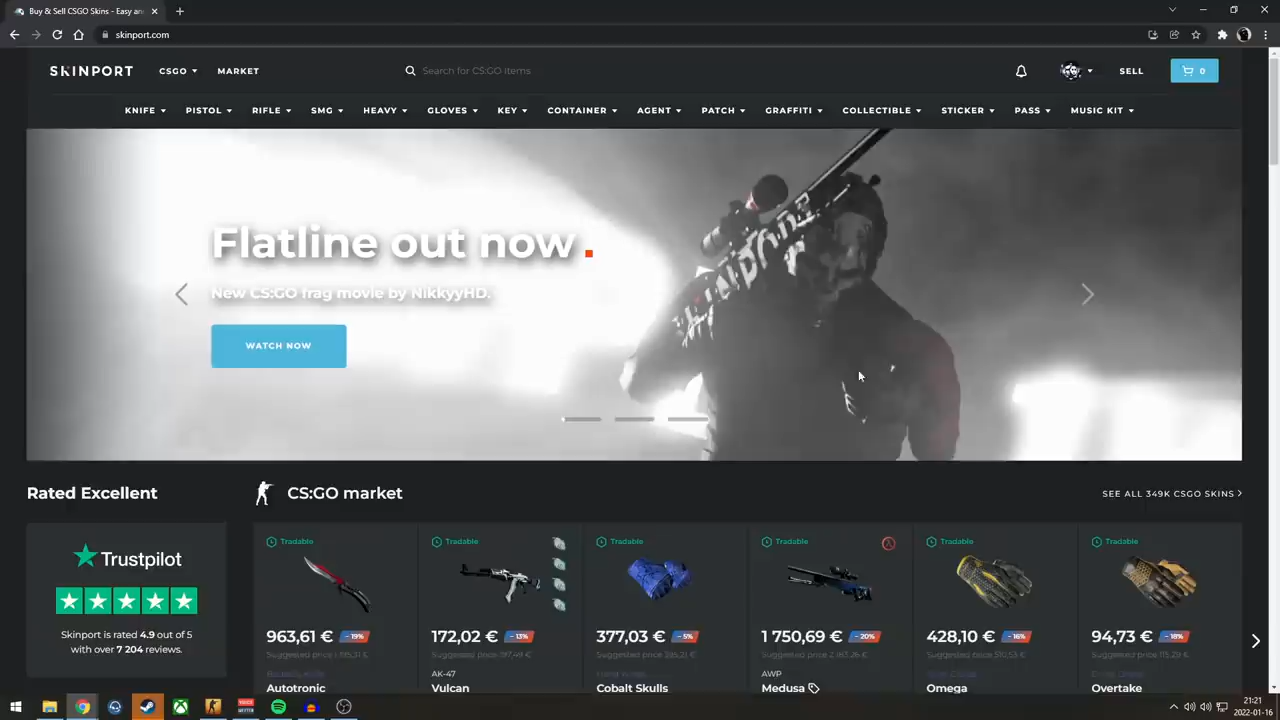 Buy & Sell CSGO Skins - Easy an
skinport.com
SKINPORT
CSGO
MARKET
Search for CS:GO items
SELL
0
KNIFE
PISTOL
RIFLE
SMG
HEAVY
GLOVES
KEY
CONTAINER
AGENT
PATCH
GRAFFITI
COLLECTIBLE
STICKER
PASS
MUSIC KIT
Flatline out now.
New CS:GO frag movie by NikkyyHD.
WATCH NOW
Rated Excellent
CS:GO market
SEE ALL 349K CSGO SKINS
Trustpilot
Skinport is rated 4.9 out of 5
with over 7 204 reviews.
Tradable
963,61 €
- 19%
Autotronic
Tradable
172,02 €
- 13%
AK-47
Vulcan
Tradable
377,03 €
- 5%
Cobalt Skulls
Tradable
1 750,69 €
- 20%
AWP
Medusa
Tradable
428,10 €
- 16%
Omega
Tradable
94,73 €
- 18%
Overtake
21:21
2022-01-16